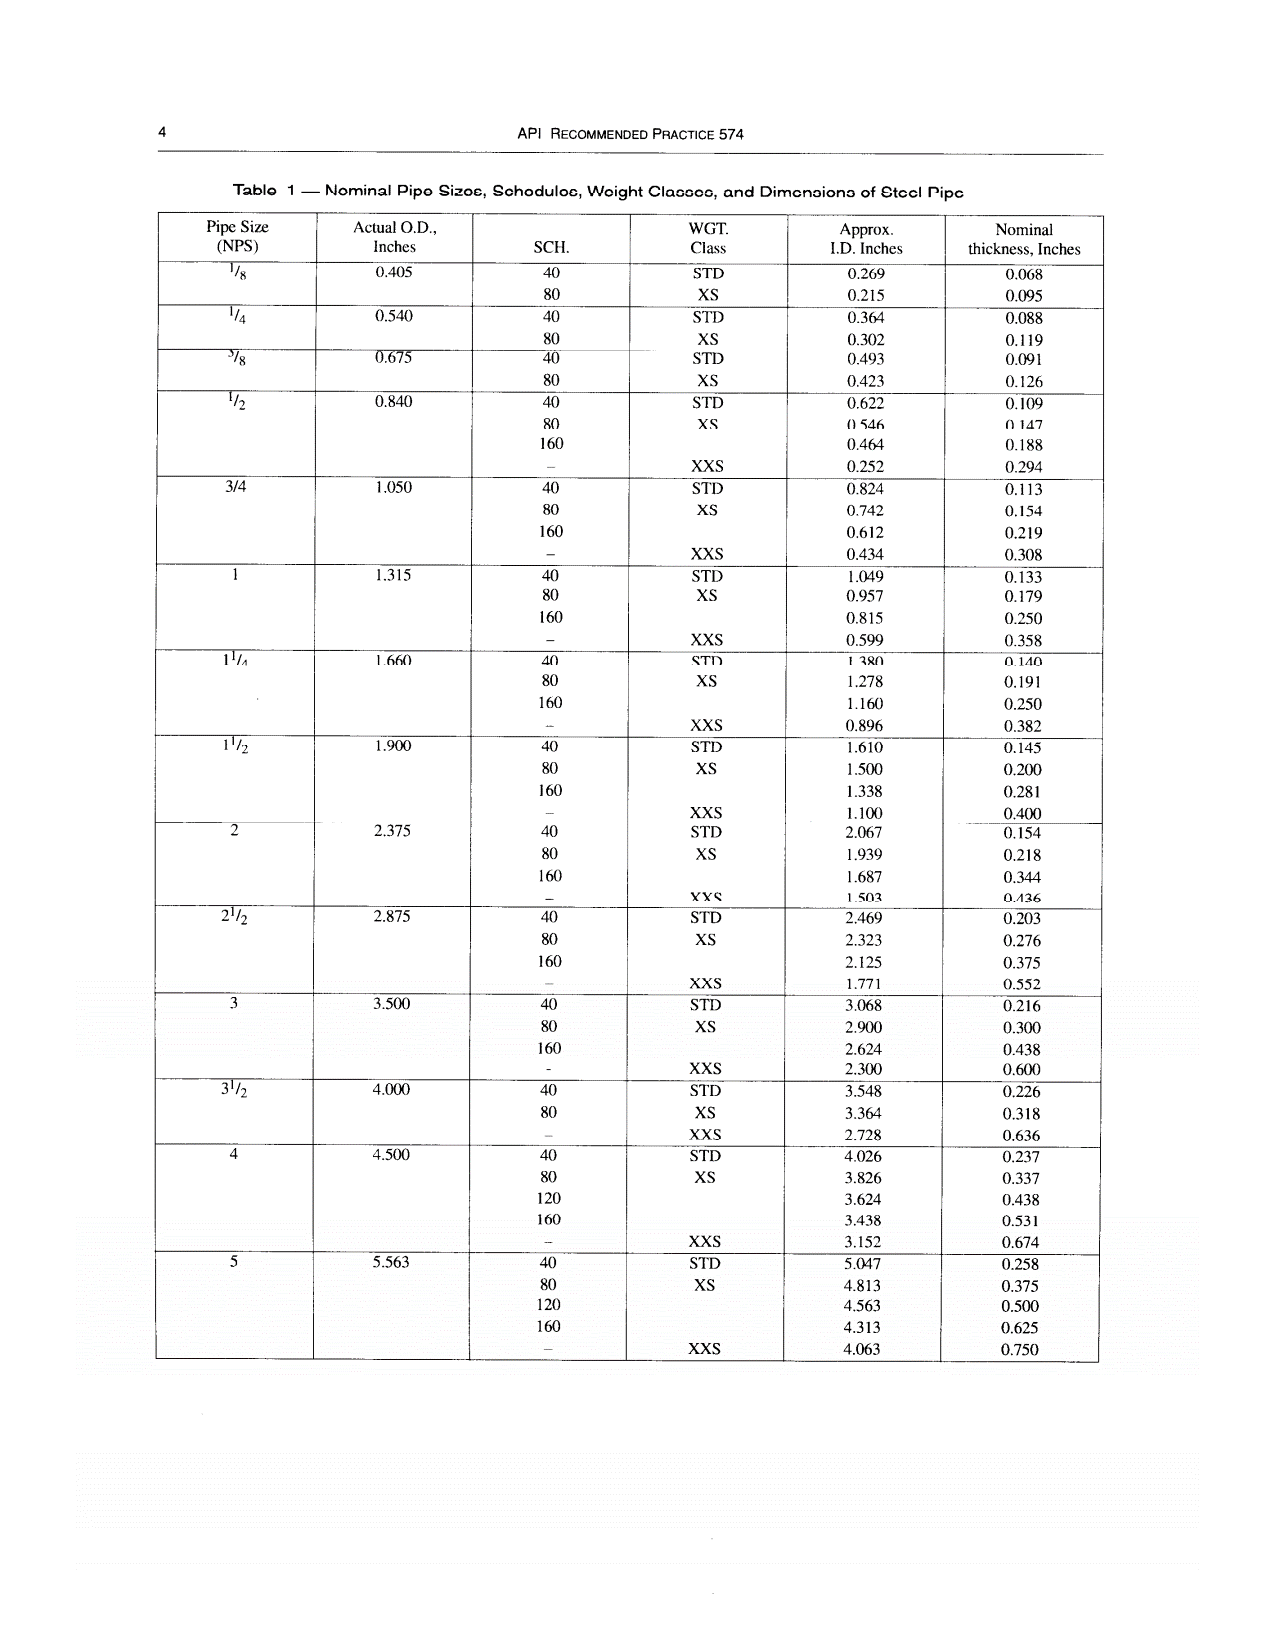 4 API RECOMMENDED PRACTICE 574
Table 1 — Nominal Pipe Sizes, Schedules, Weight Classes, and Dimensions of Steel Pipe
Pipe Size Actual O.D., WGT. Approx. Nominal
(NPS) Inches SCH. Class I.D. Inches thickness, Inches
1/8 0.405 40 STD 0.269 0.068
80 XS 0.215 0.095
1/4 0.540 40 STD 0.364 0.088
80 XS 0.302 0.119
3/8 0.675 40 STD 0.493 0.091
80 XS 0.423 0.126
1/2 0.840 40 STD 0.622 0.109
80 XS 0.546 0.147
160 0.464 0.188
– XXS 0.252 0.294
3/4 1.050 40 STD 0.824 0.113
80 XS 0.742 0.154
160 0.612 0.219
– XXS 0.434 0.308
1 1.315 40 STD 1.049 0.133
80 XS 0.957 0.179
160 0.815 0.250
– XXS 0.599 0.358
1 1/4 1.660 40 STD 1.380 0.140
80 XS 1.278 0.191
160 1.160 0.250
– XXS 0.896 0.382
1 1/2 1.900 40 STD 1.610 0.145
80 XS 1.500 0.200
160 1.338 0.281
– XXS 1.100 0.400
2 2.375 40 STD 2.067 0.154
80 XS 1.939 0.218
160 1.687 0.344
– XXS 1.503 0.436
2 1/2 2.875 40 STD 2.469 0.203
80 XS 2.323 0.276
160 2.125 0.375
– XXS 1.771 0.552
3 3.500 40 STD 3.068 0.216
80 XS 2.900 0.300
160 2.624 0.438
- XXS 2.300 0.600
3 1/2 4.000 40 STD 3.548 0.226
80 XS 3.364 0.318
– XXS 2.728 0.636
4 4.500 40 STD 4.026 0.237
80 XS 3.826 0.337
120 3.624 0.438
160 3.438 0.531
– XXS 3.152 0.674
5 5.563 40 STD 5.047 0.258
80 XS 4.813 0.375
120 4.563 0.500
160 4.313 0.625
– XXS 4.063 0.750